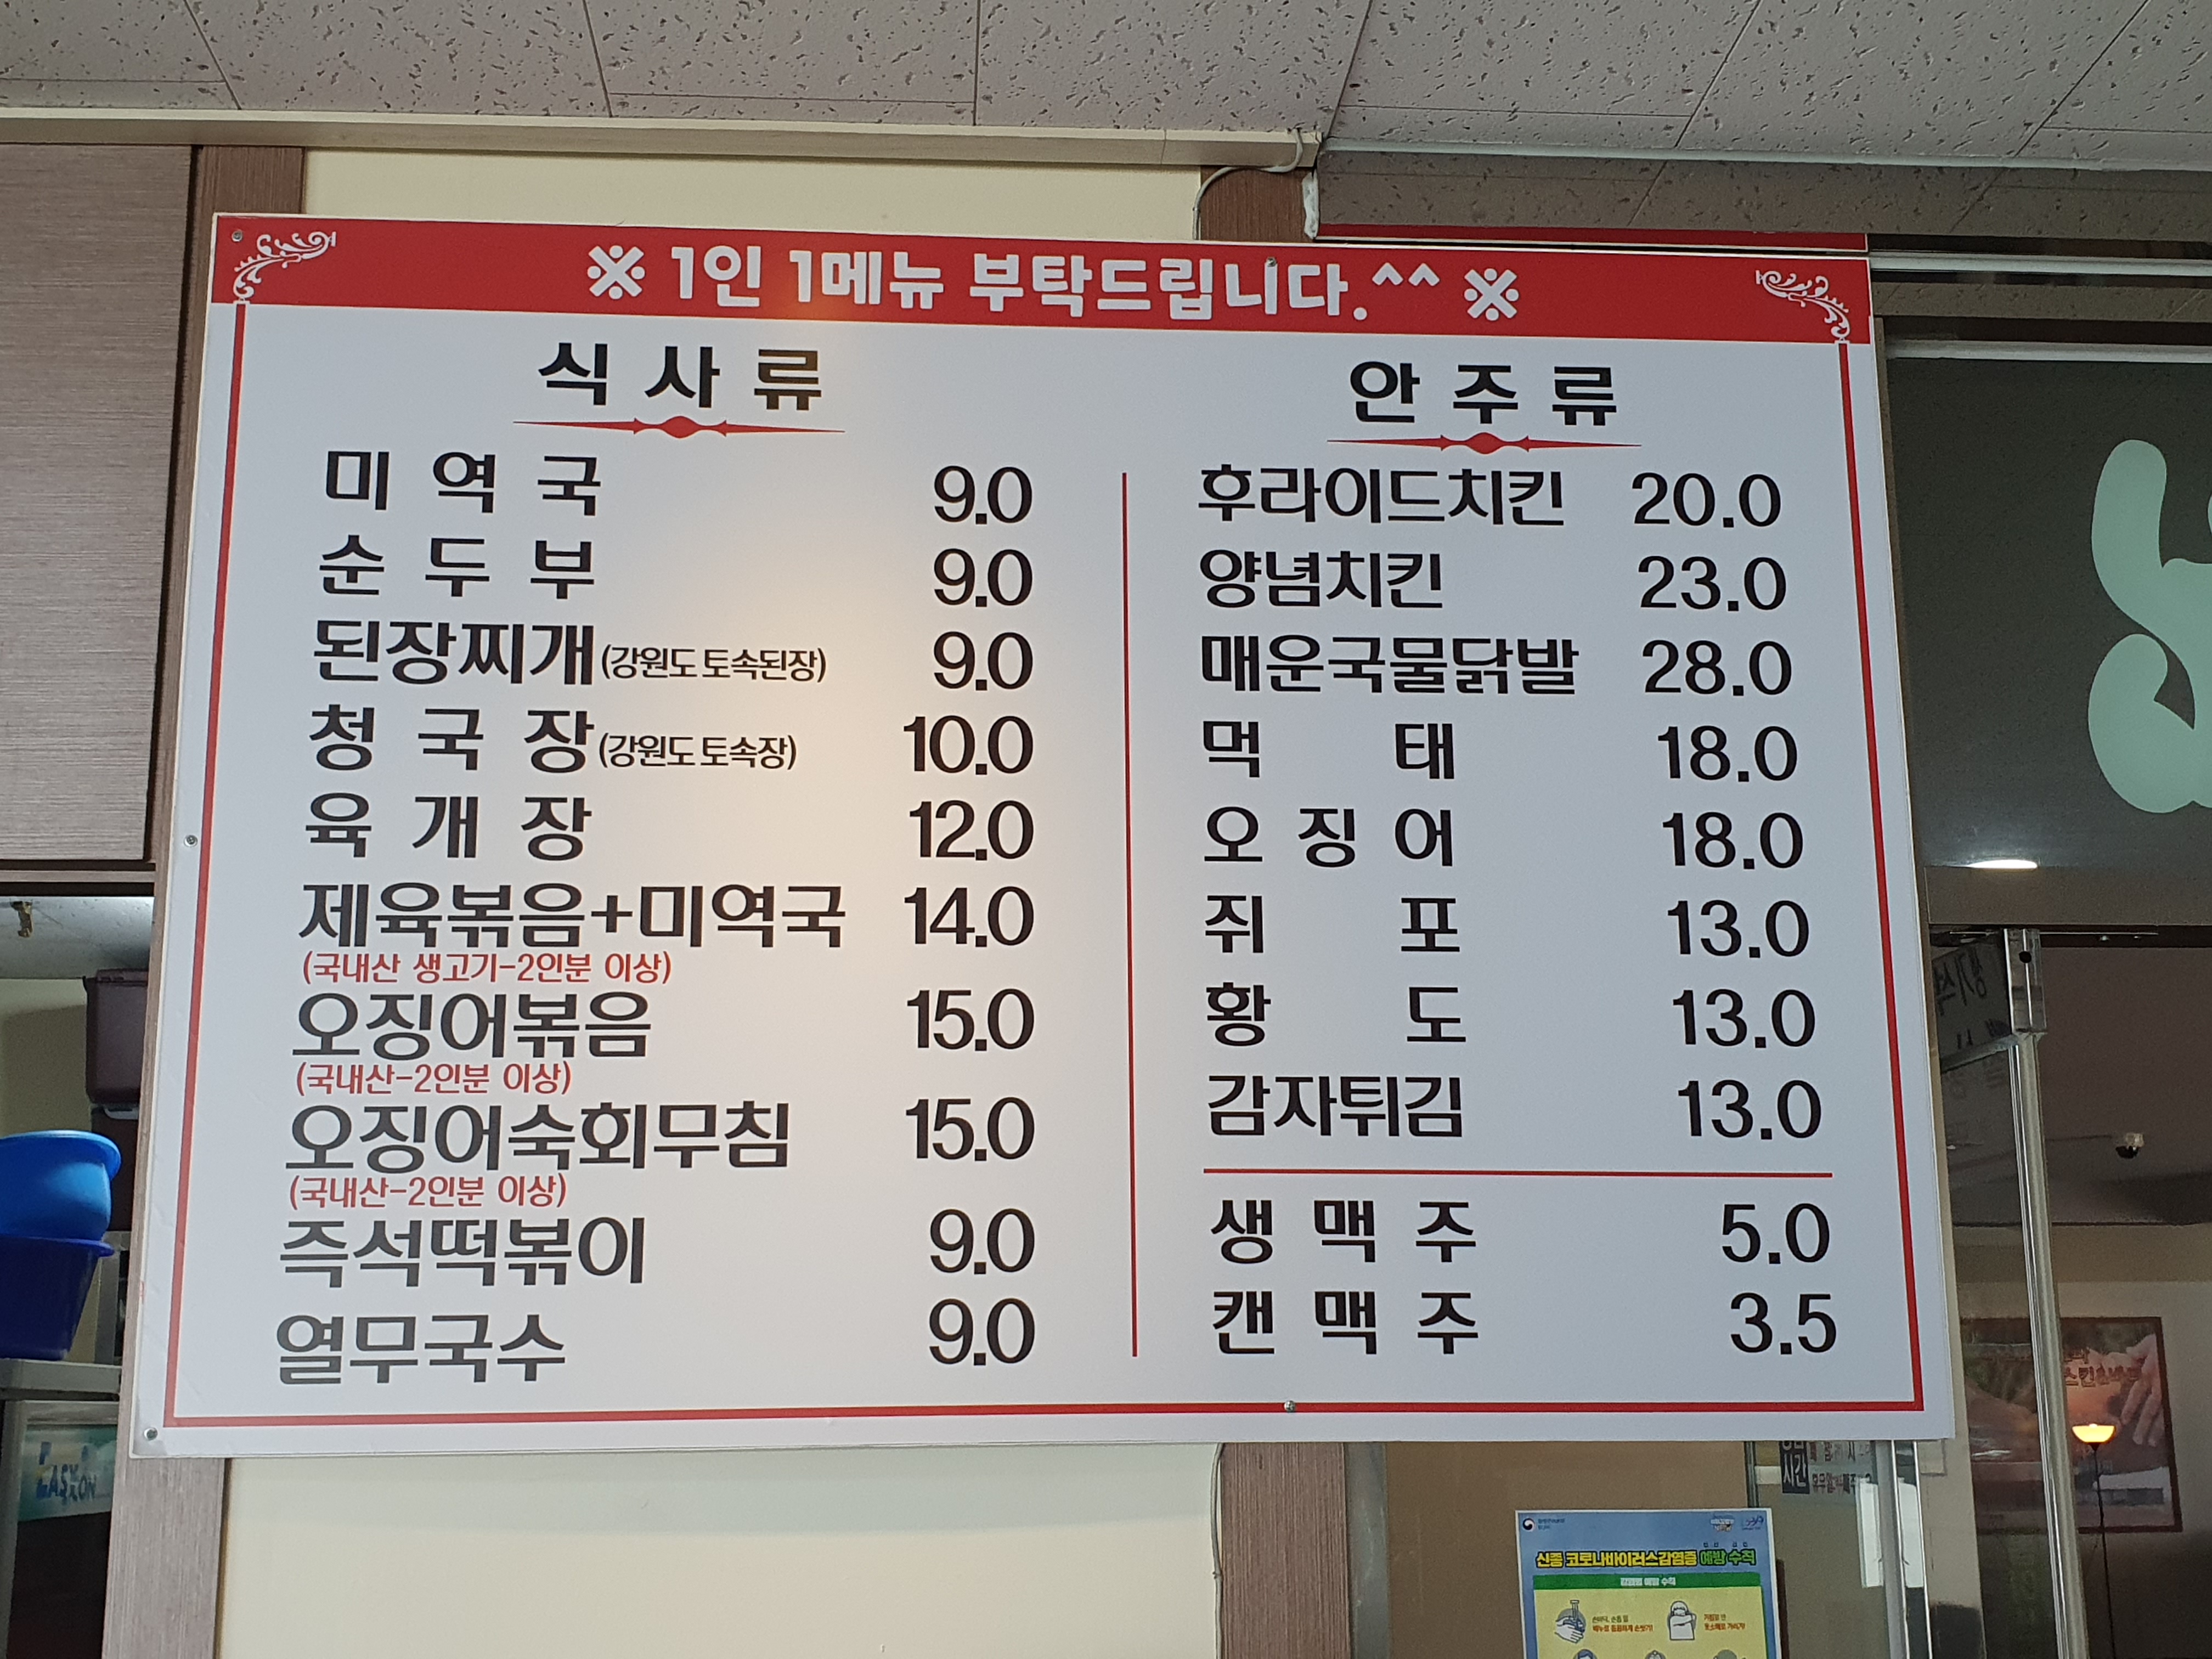 ※ 1인 1메뉴 부탁드립니다.^^ ※
식 사 류
미 역 국 9.0
순 두 부 9.0
된장찌개(강원도 토속된장) 9.0
청 국 장(강원도 토속장) 10.0
육 개 장 12.0
제육볶음+미역국 14.0
(국내산 생고기-2인분 이상)
오징어볶음 15.0
(국내산-2인분 이상)
오징어숙회무침 15.0
(국내산-2인분 이상)
즉석떡볶이 9.0
열무국수 9.0
안 주 류
후라이드치킨 20.0
양념치킨 23.0
매운국물닭발 28.0
먹 태 18.0
오 징 어 18.0
쥐 포 13.0
황 도 13.0
감자튀김 13.0
생 맥 주 5.0
캔 맥 주 3.5
시간
신종 코로나바이러스감염증 예방 수칙
감염병 예방 수칙